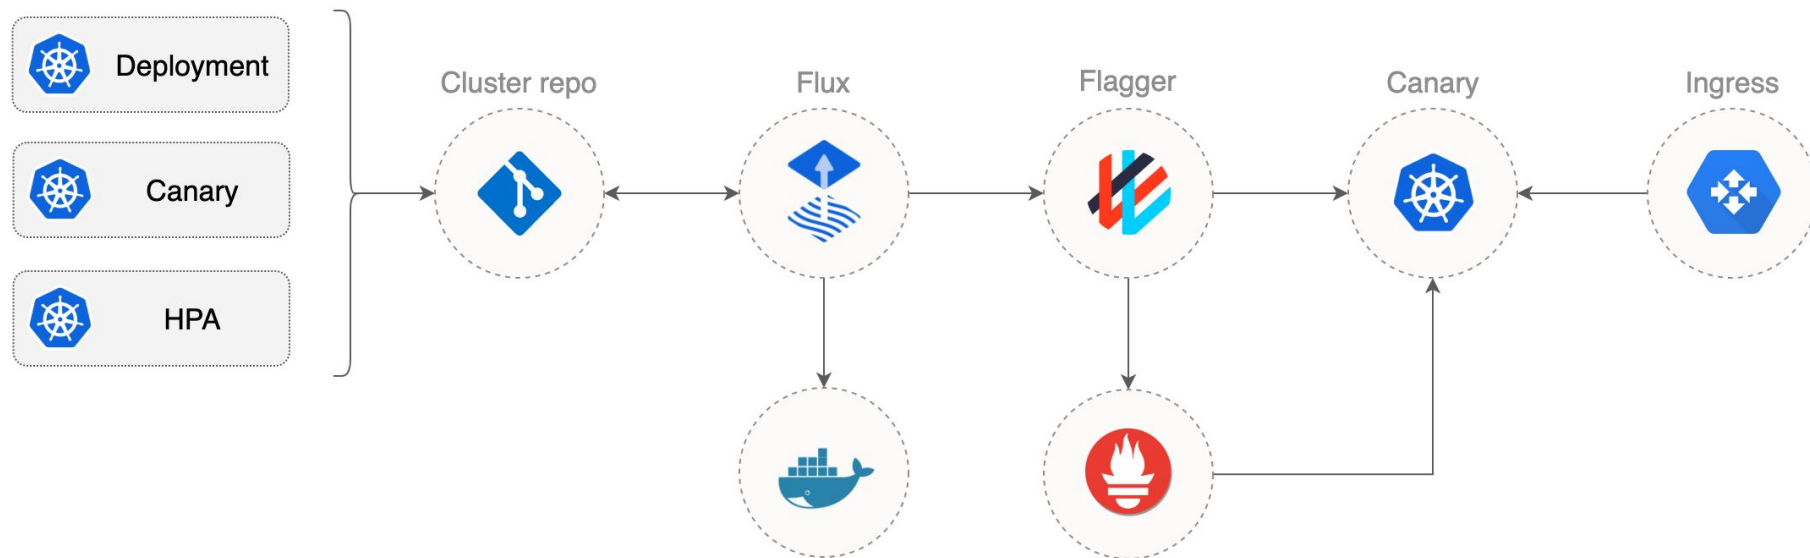 Deployment
Canary
HPA
Cluster repo
Flux
Flagger
Canary
Ingress